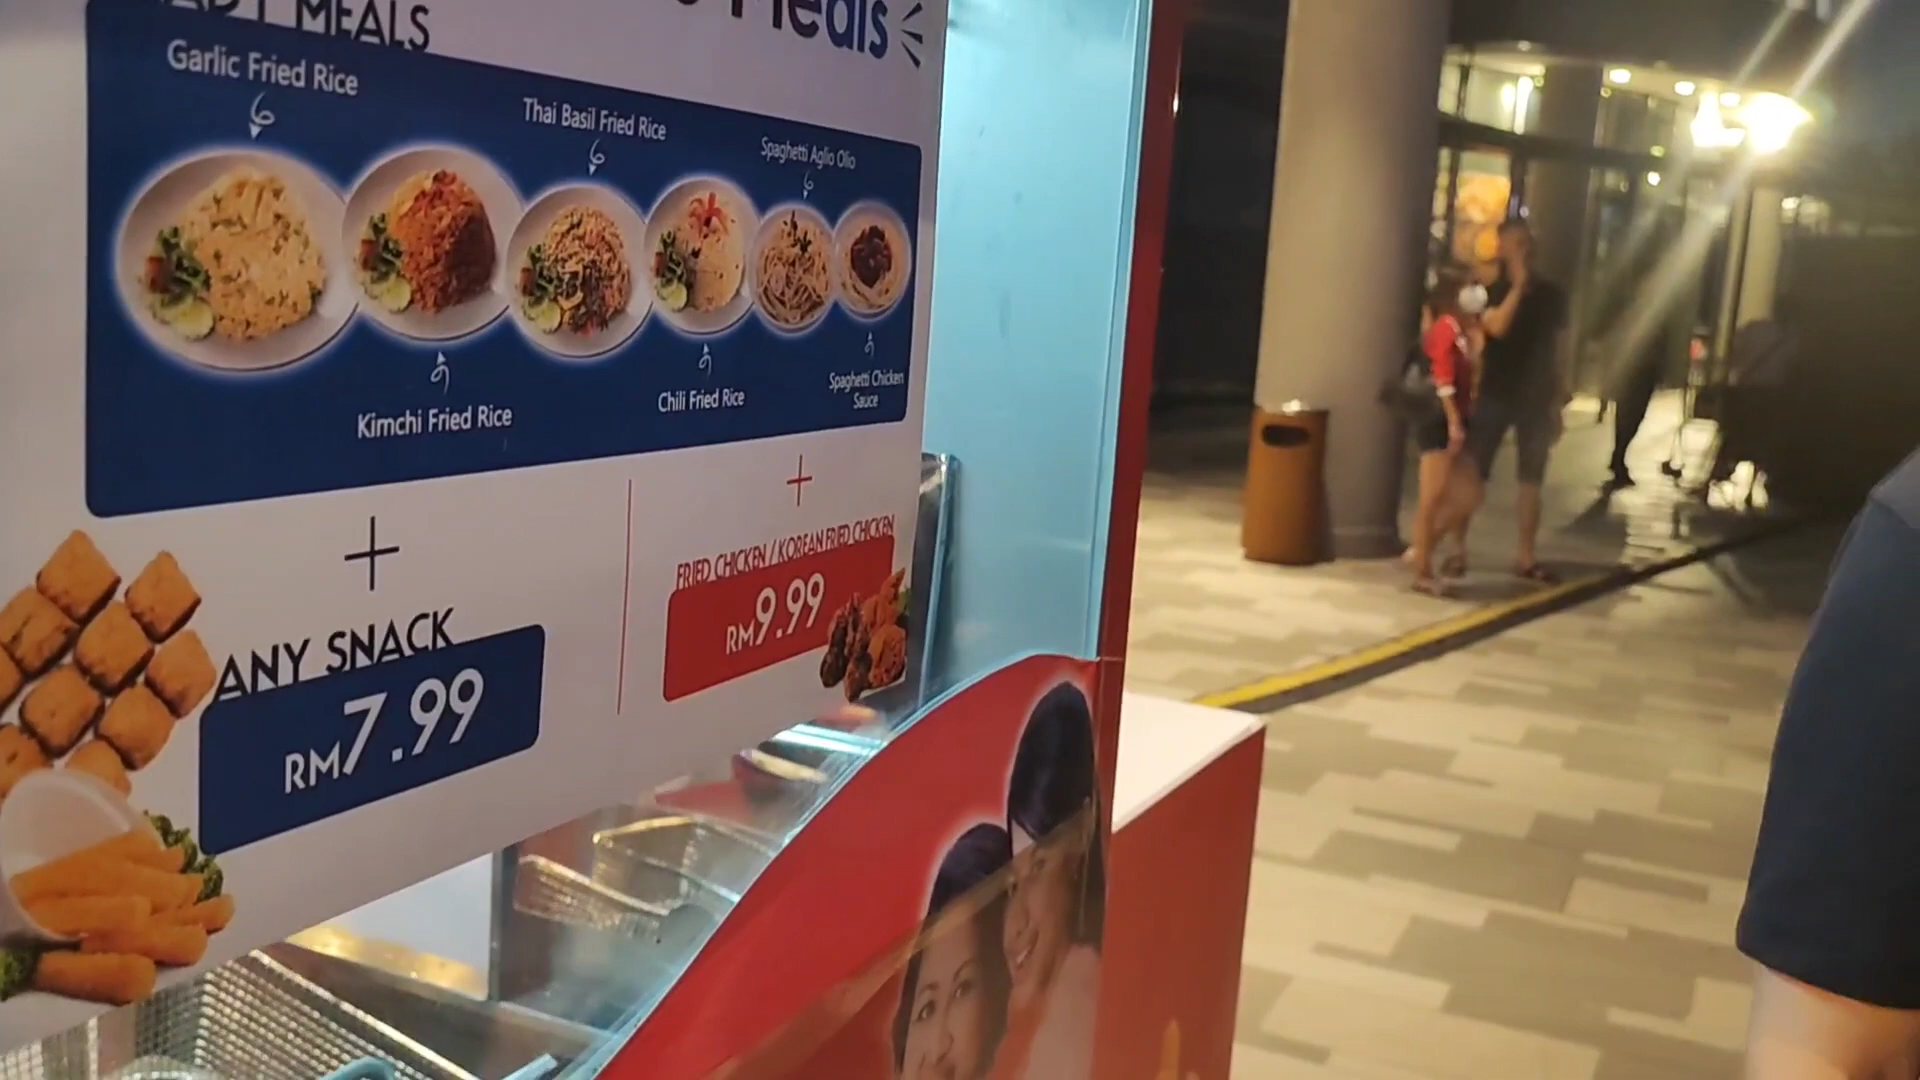 MEALS
Meals
Garlic Fried Rice
Thai Basil Fried Rice
Spaghetti Aglio Olio
Kimchi Fried Rice
Chili Fried Rice
Spaghetti Chicken
Sauce
+
ANY SNACK
RM7.99
+
FRIED CHICKEN / KOREAN FRIED CHICKEN
RM9.99